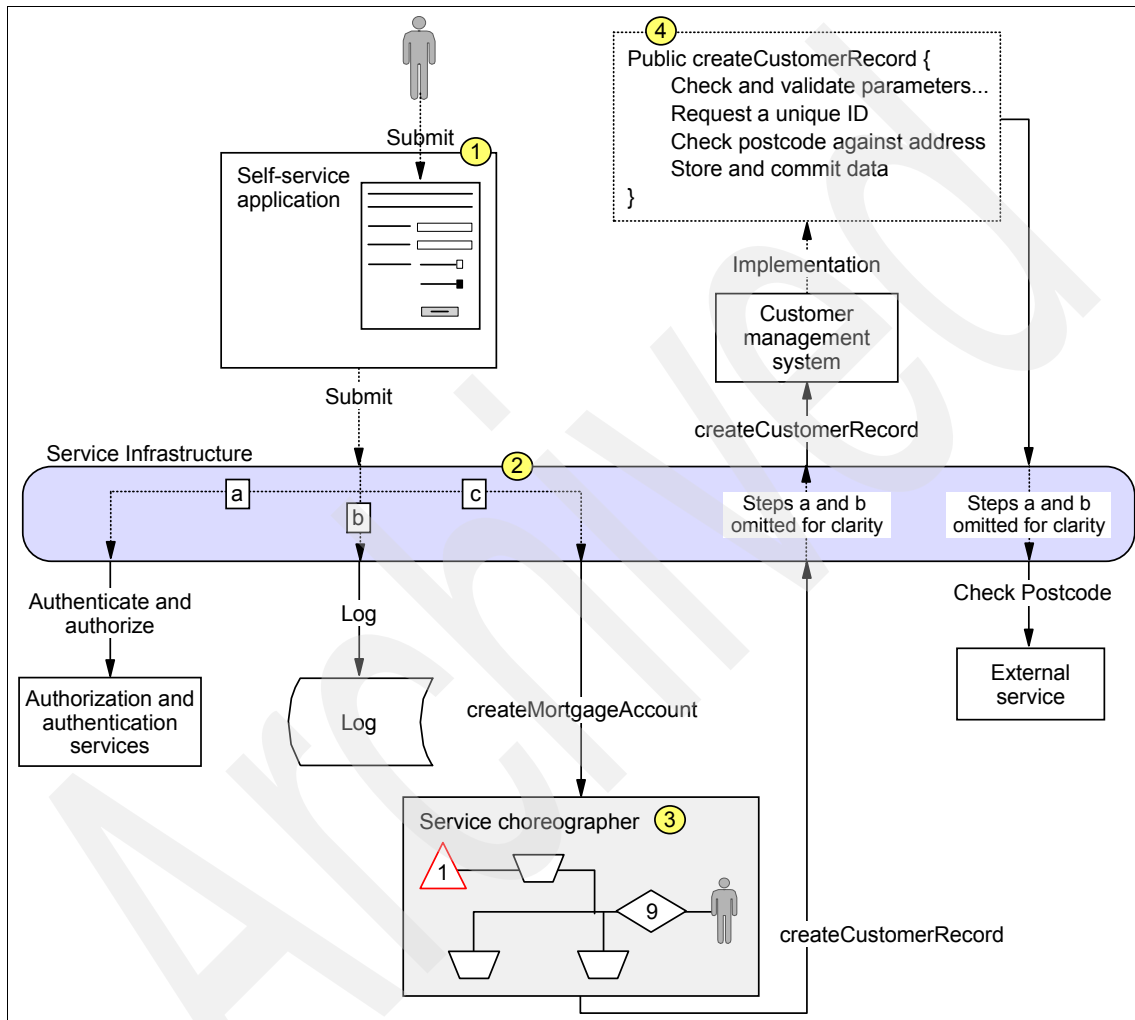 Submit
1
Self-service
application
Submit
4
Public createCustomerRecord {
Check and validate parameters...
Request a unique ID
Check postcode against address
Store and commit data
}
Implementation
Customer
management
system
createCustomerRecord
Service Infrastructure
2
a
b
c
Steps a and b
omitted for clarity
Steps a and b
omitted for clarity
Authenticate and
authorize
Authorization and
authentication
services
Log
Log
createMortgageAccount
Check Postcode
External
service
Service choreographer
3
1
9
createCustomerRecord
Archived